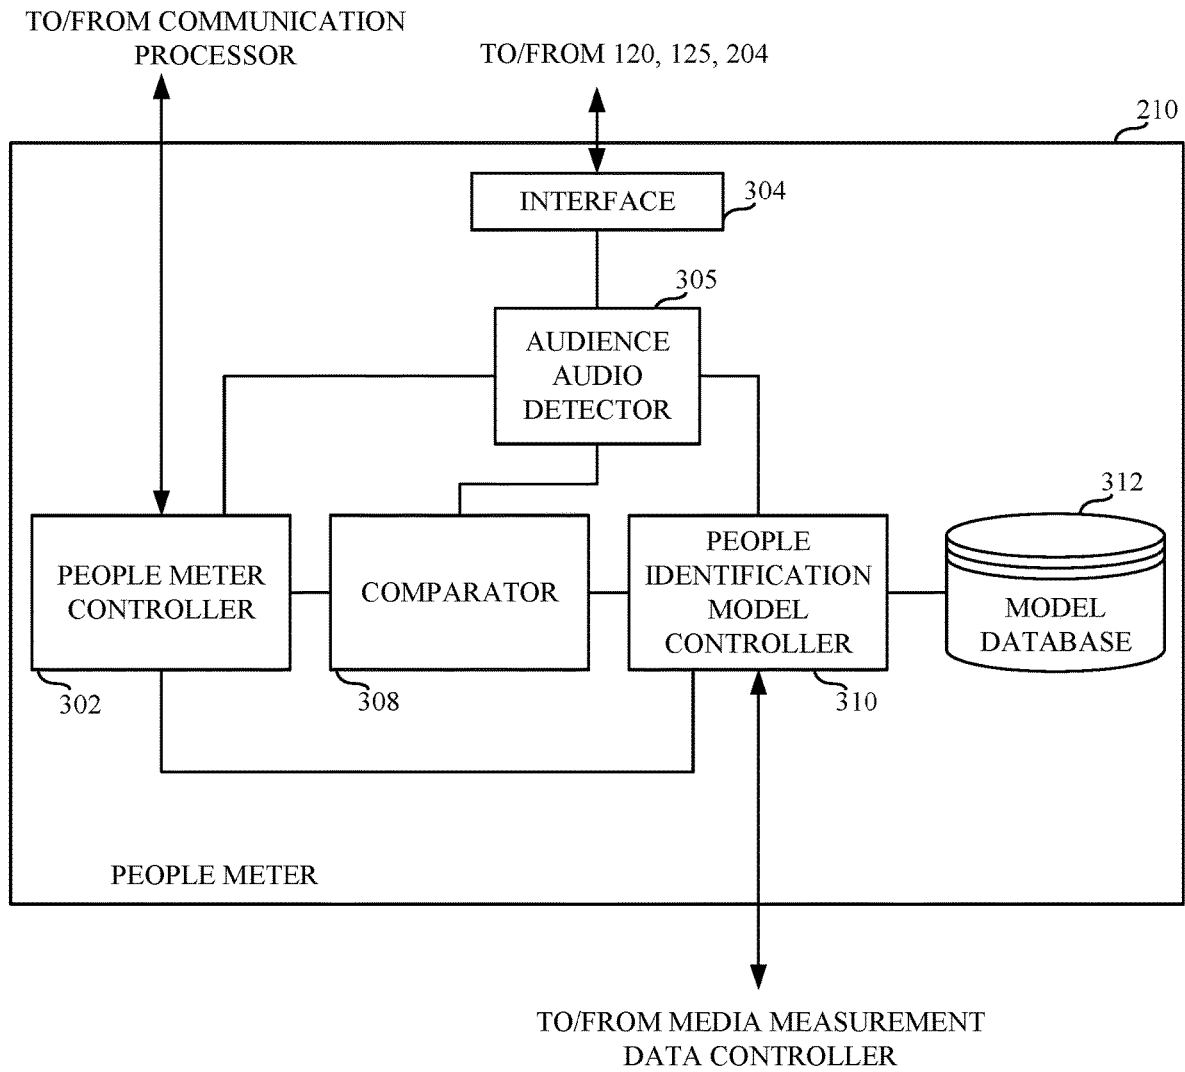 TO/FROM COMMUNICATION
PROCESSOR
TO/FROM 120, 125, 204
210
INTERFACE
304
305
AUDIENCE
AUDIO
DETECTOR
312
PEOPLE METER
CONTROLLER
COMPARATOR
PEOPLE
IDENTIFICATION
MODEL
CONTROLLER
MODEL
DATABASE
302
308
310
PEOPLE METER
TO/FROM MEDIA MEASUREMENT
DATA CONTROLLER